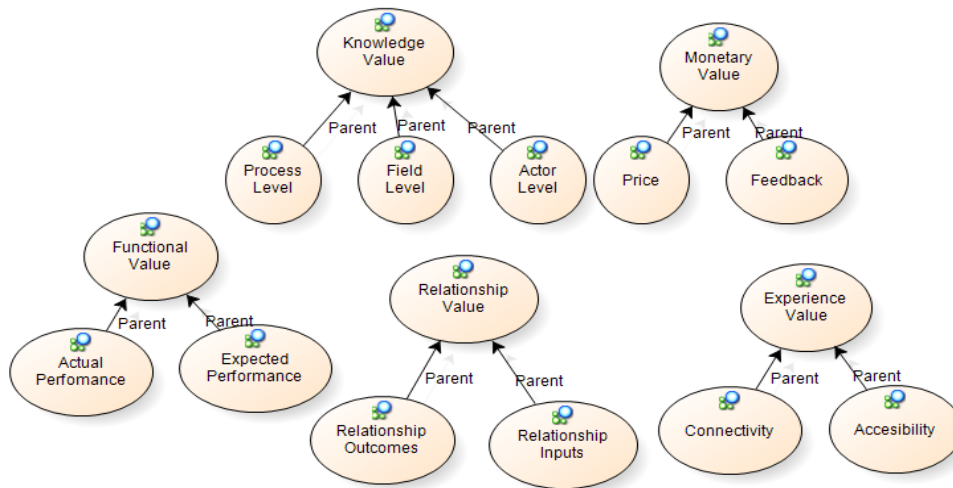 Knowledge
Value
Monetary
Value
Parent
Parent
Parent
Parent
Parent
Process
Level
Field
Level
Actor
Level
Price
Feedback
Functional
Value
Relationship
Value
Experience
Value
Parent
Parent
Actual
Perfomance
Expected
Performance
Parent
Parent
Parent
Parent
Relationship
Outcomes
Relationship
Inputs
Connectivity
Accesibility